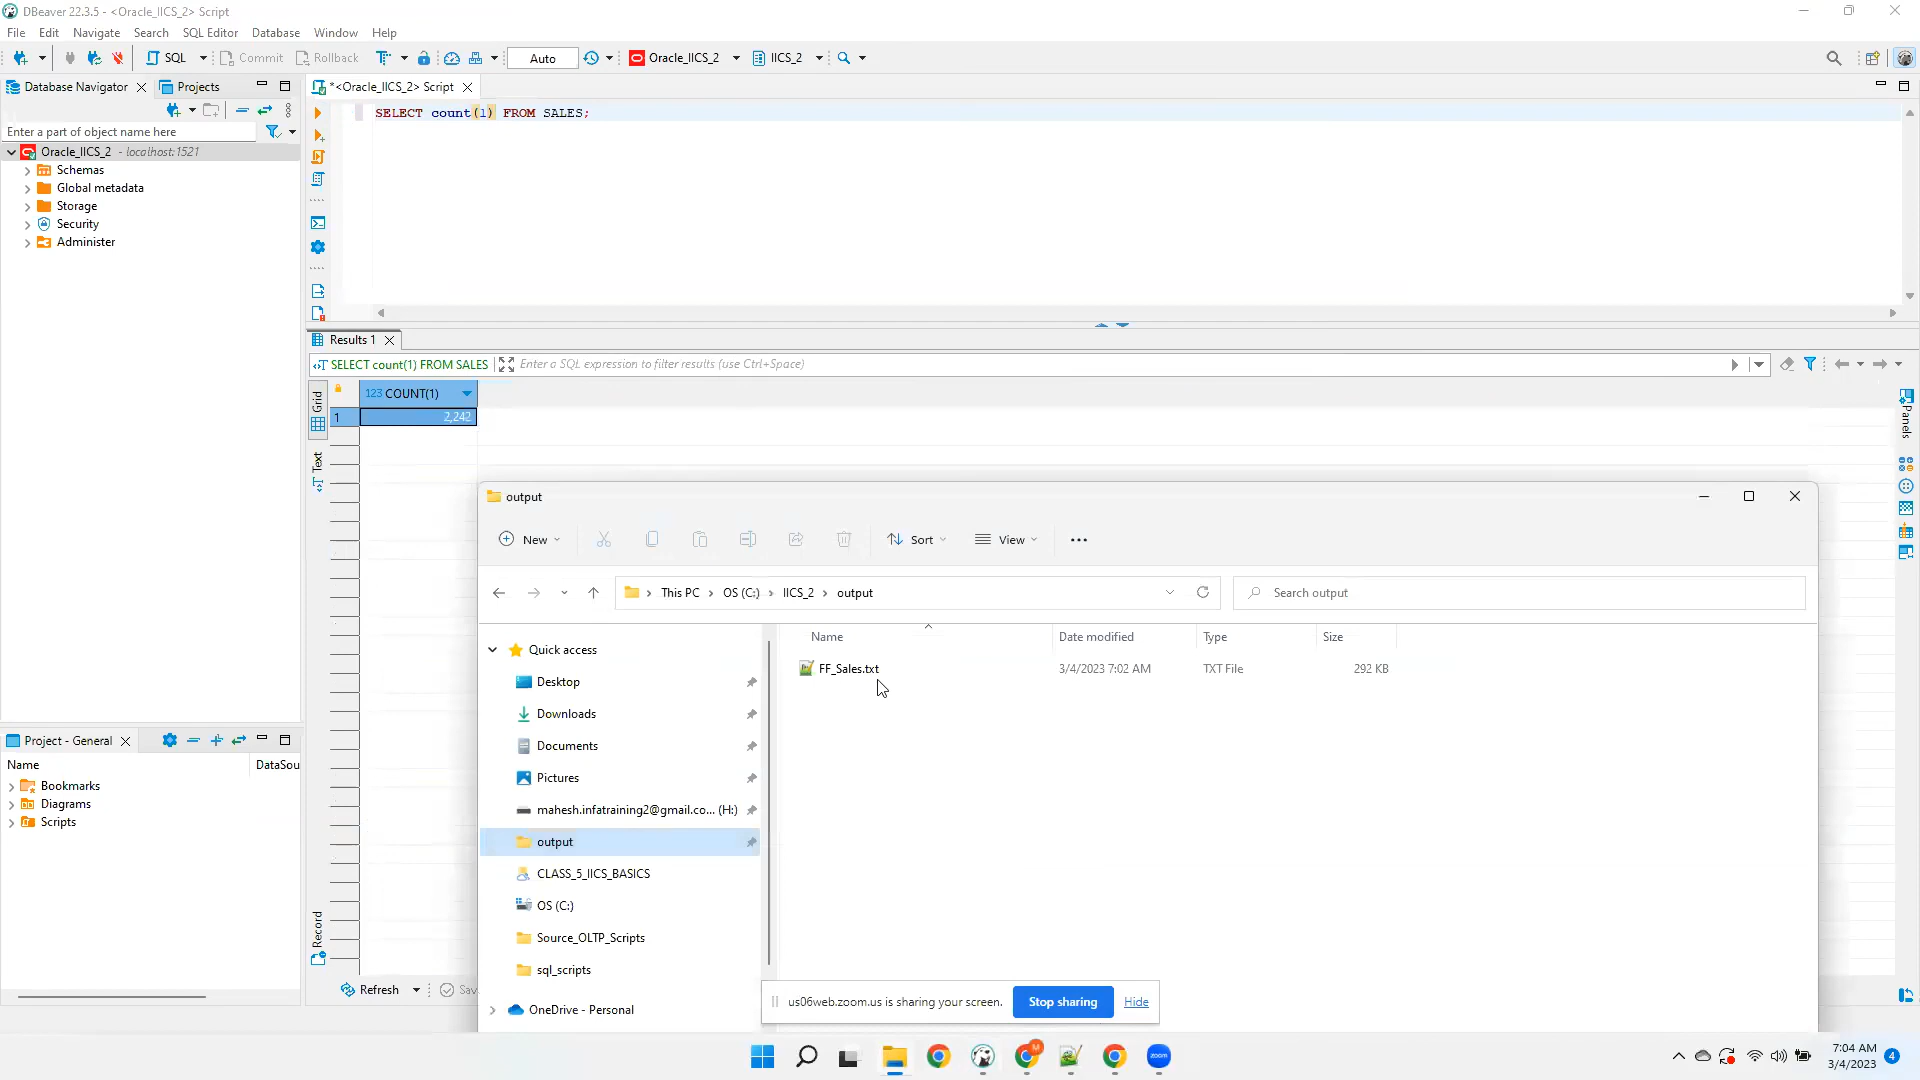 DBeaver 22.3.5 - <Oracle_IICS_2> Script
File Edit Navigate Search SQL Editor Database Window Help
SQL Commit Rollback Auto Oracle_IICS_2 IICS_2
Database Navigator Projects
*<Oracle_IICS_2> Script
Enter a part of object name here
SELECT count(1) FROM SALES;
Oracle_IICS_2 - localhost:1521
Schemas
Global metadata
Storage
Security
Administer
Results 1
SELECT count(1) FROM SALES
Enter a SQL expression to filter results (use Ctrl+Space)
Grid
123 COUNT(1)
1 2,242
Text
Panels
Record
Refresh Sav
Project - General
Name DataSou
Bookmarks
Diagrams
Scripts
output
New Sort View
This PC OS (C:) IICS_2 output
Search output
Name Date modified Type Size
FF_Sales.txt 3/4/2023 7:02 AM TXT File 292 KB
Quick access
Desktop
Downloads
Documents
Pictures
mahesh.infatraining2@gmail.co... (H:)
output
CLASS_5_IICS_BASICS
OS (C:)
Source_OLTP_Scripts
sql_scripts
OneDrive - Personal
us06web.zoom.us is sharing your screen. Stop sharing Hide
M
zoom
7:04 AM
3/4/2023
4